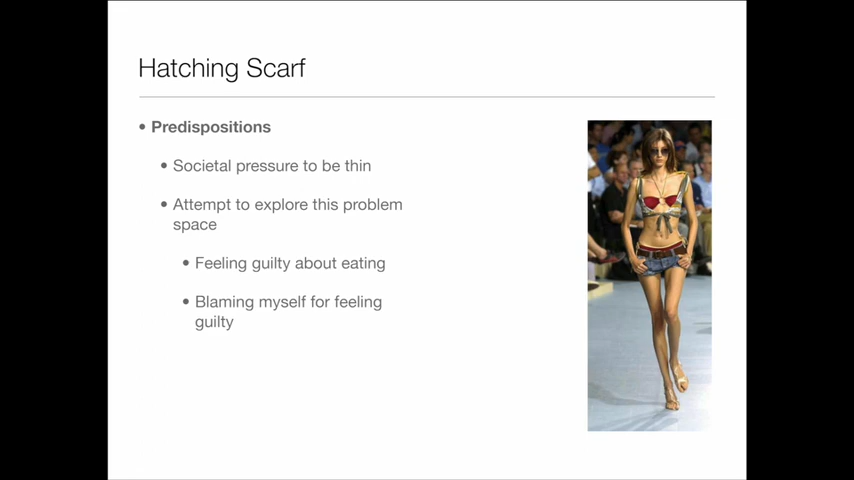 Hatching Scarf
• Predispositions
• Societal pressure to be thin
• Attempt to explore this problem
space
• Feeling guilty about eating
• Blaming myself for feeling
guilty